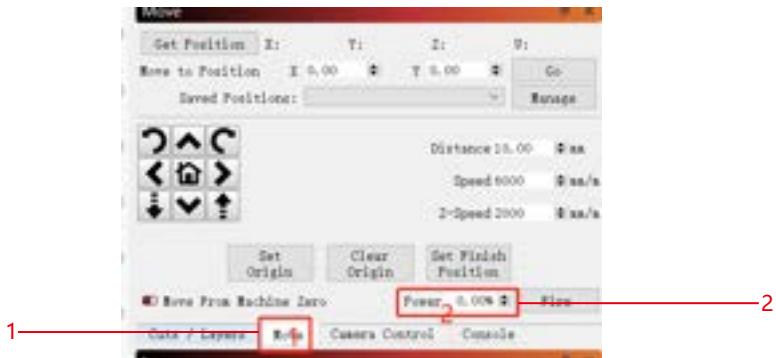 Move
Get Position X: Y: Z: U:
Move to Position X 0.00 Y 0.00 Go
Saved Positions: Manage
Distance 10.00 mm
Speed 6000 mm/m
Z-Speed 2000 mm/m
Set Origin Clear Origin Set Finish Position
Move From Machine Zero Power 0.00% Fire
2
2
1
Cuts / Layers Move Camera Control Console
1